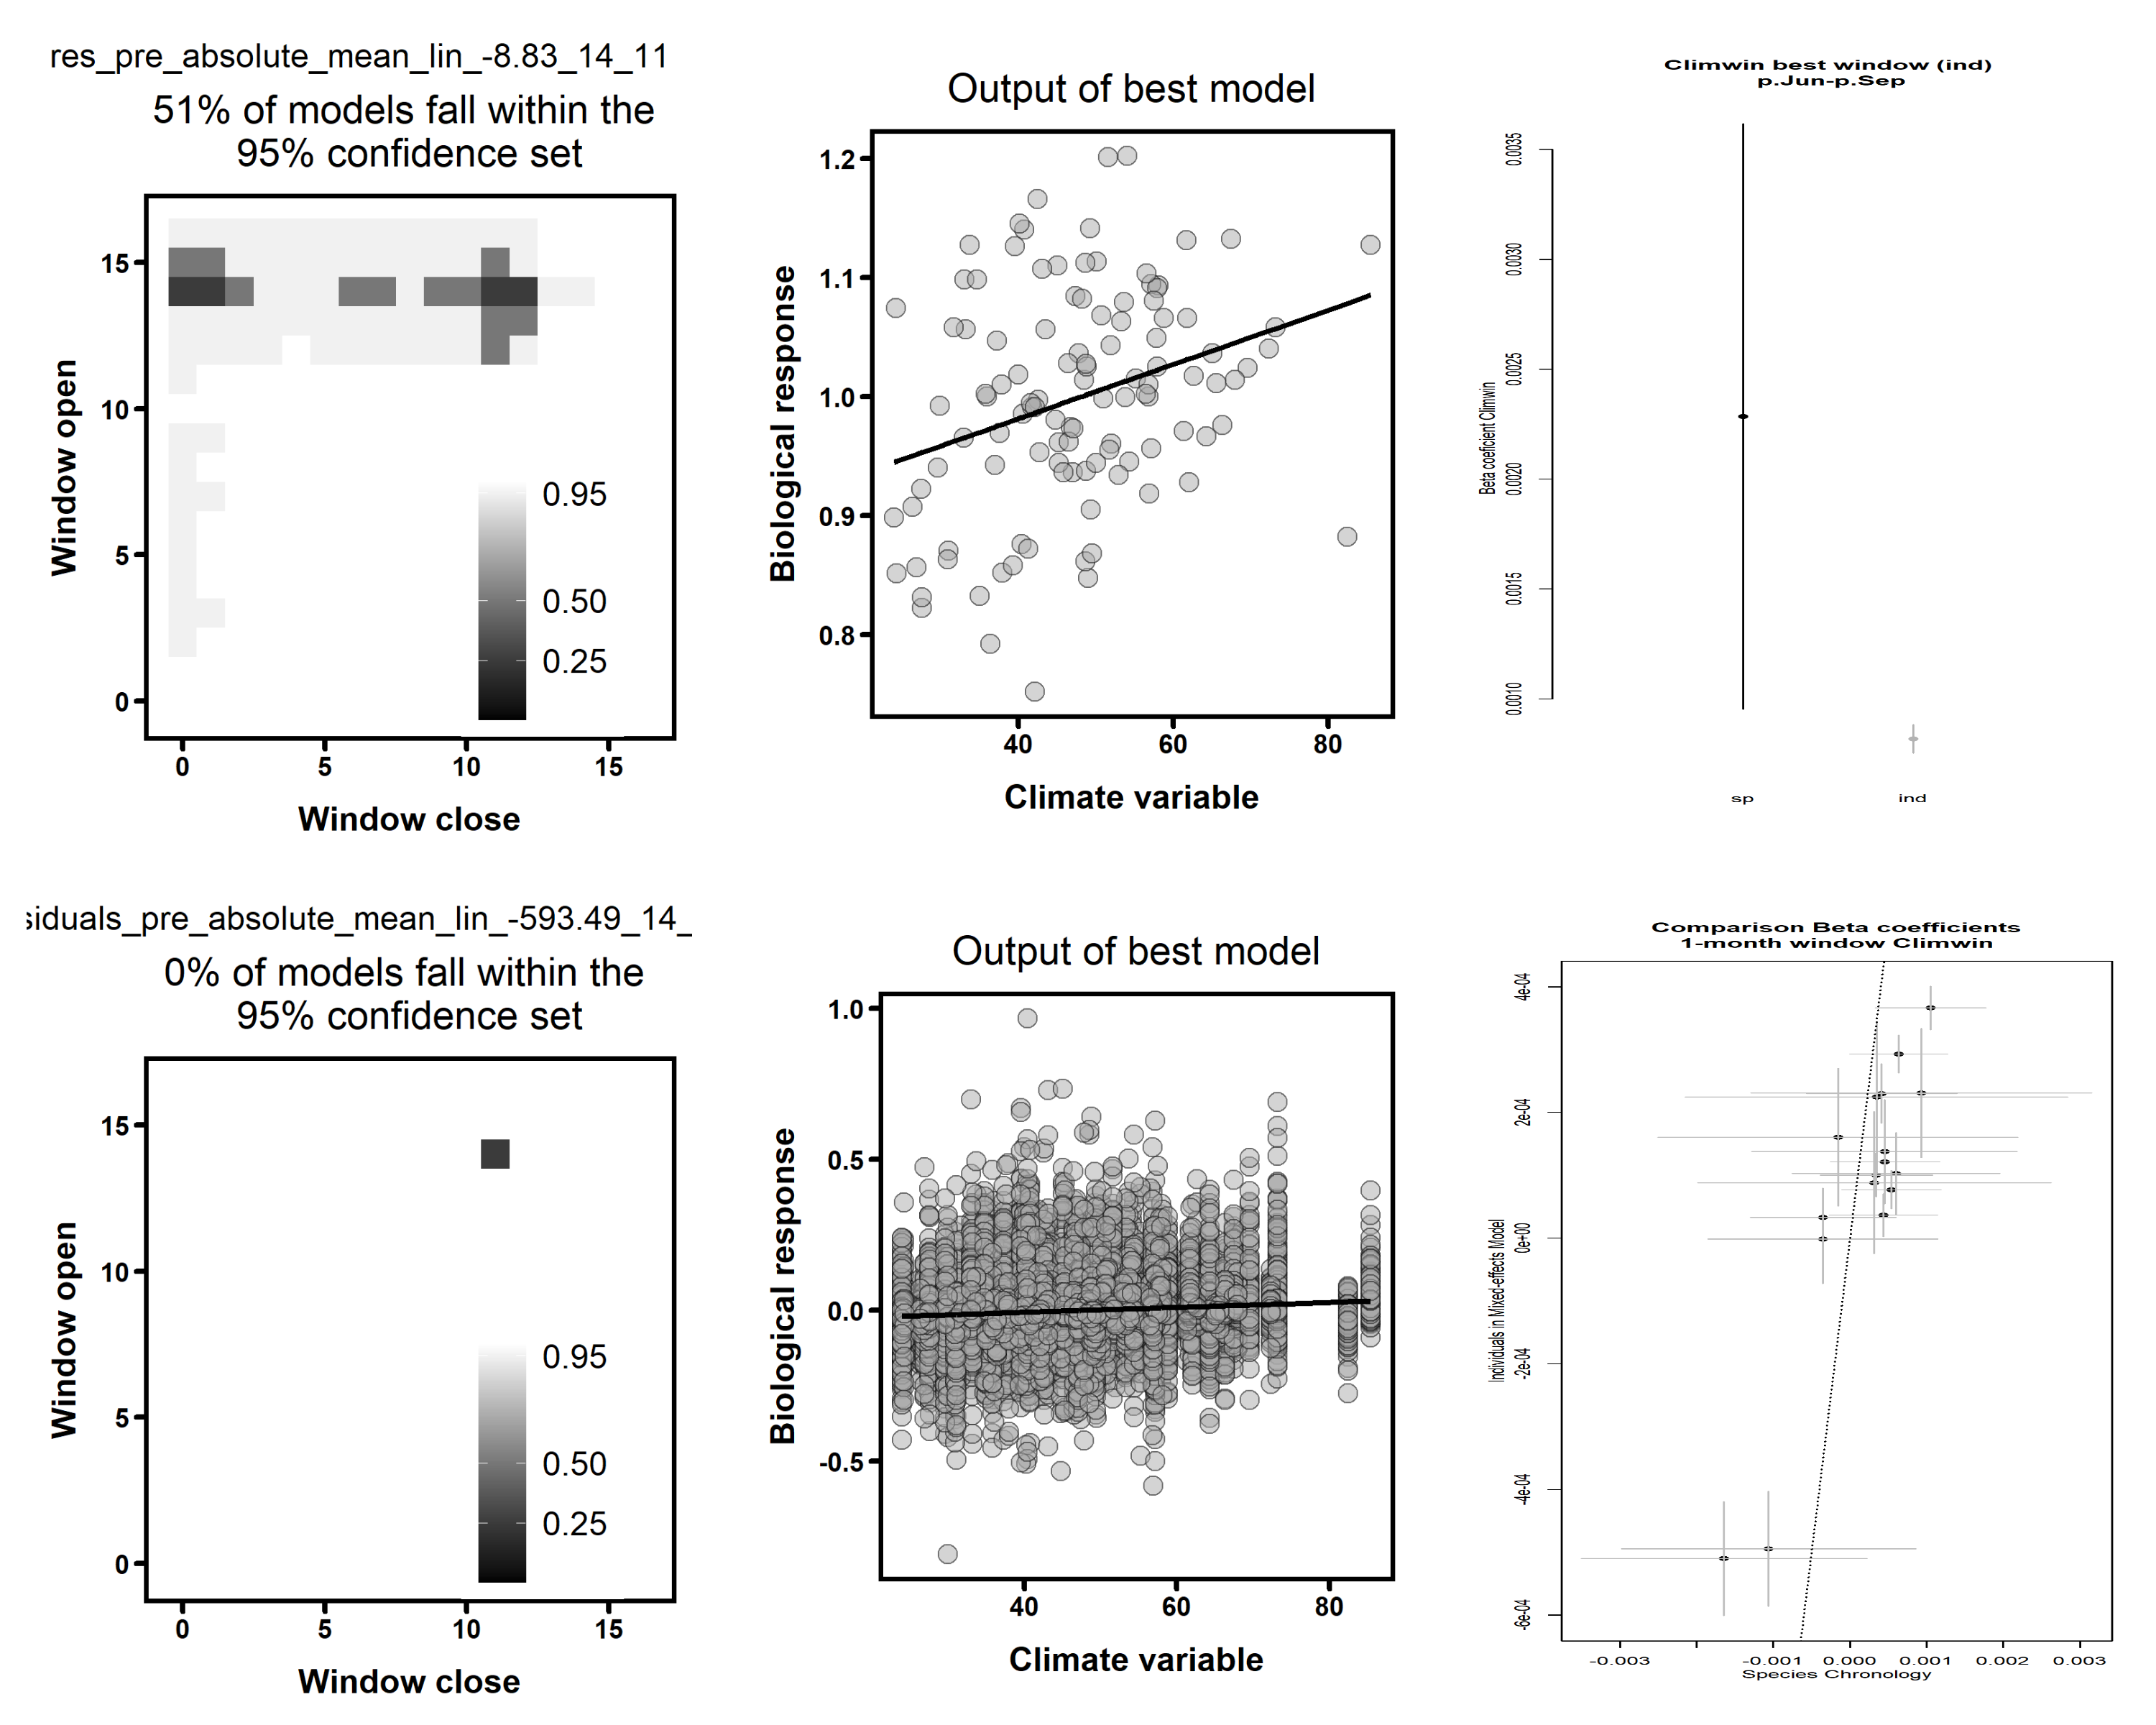 res_pre_absolute_mean_lin_-8.83_14_11
51% of models fall within the
95% confidence set
Window open
15
10
5
0
0.95
0.50
0.25
0 5 10 15
Window close
Output of best model
Biological response
1.2
1.1
1.0
0.9
0.8
40 60 80
Climate variable
Climwin best window (ind)
p.Jun-p.Sep
Beta coeficient Climwin
0.0035
0.0030
0.0025
0.0020
0.0015
0.0010
sp ind
siduals_pre_absolute_mean_lin_-593.49_14_
0% of models fall within the
95% confidence set
Window open
15
10
5
0
0.95
0.50
0.25
0 5 10 15
Window close
Output of best model
Biological response
1.0
0.5
0.0
-0.5
40 60 80
Climate variable
Comparison Beta coefficients
1-month window Climwin
Individuals in Mixed-effects Model
4e-04
2e-04
0e+00
-2e-04
-4e-04
-6e-04
-0.003 -0.001 0.000 0.001 0.002 0.003
Species Chronology